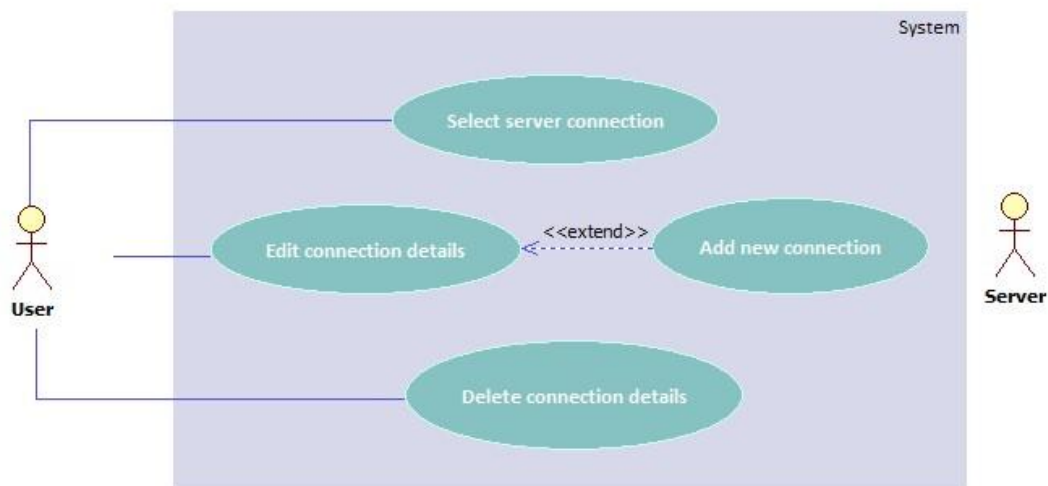 System
Select server connection
<<extend>>
Edit connection details
Add new connection
User
Server
Delete connection details